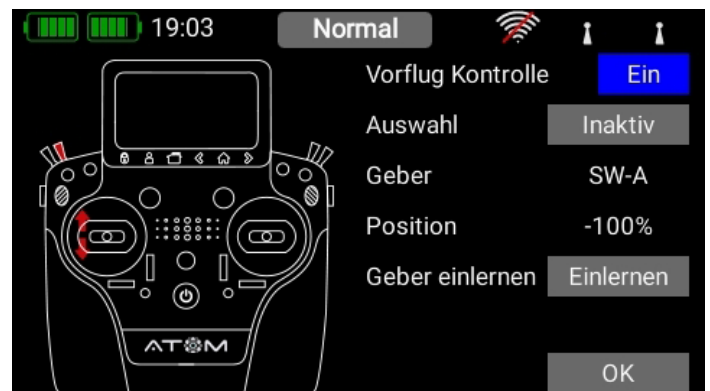 19:03 Normal
Vorflug Kontrolle Ein
Auswahl Inaktiv
Geber SW-A
Position -100%
Geber einlernen Einlernen
ATOM
OK